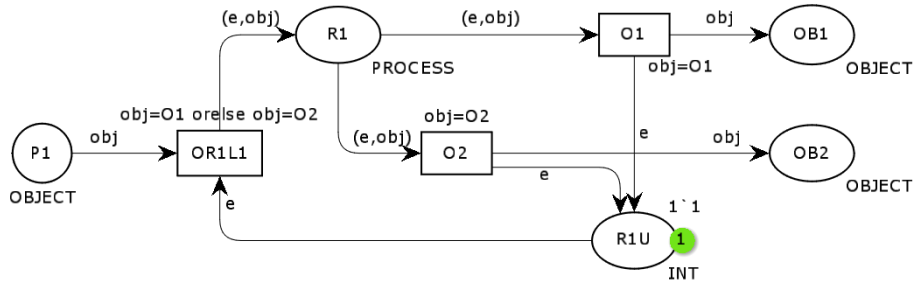 (e,obj)
R1
(e,obj)
O1
obj
OB1
PROCESS
obj=O1
OBJECT
obj=O1 orelse obj=O2
obj=O2
P1
obj
OR1L1
(e,obj)
O2
e
obj
OB2
OBJECT
e
e
OBJECT
1`1
R1U
1
INT